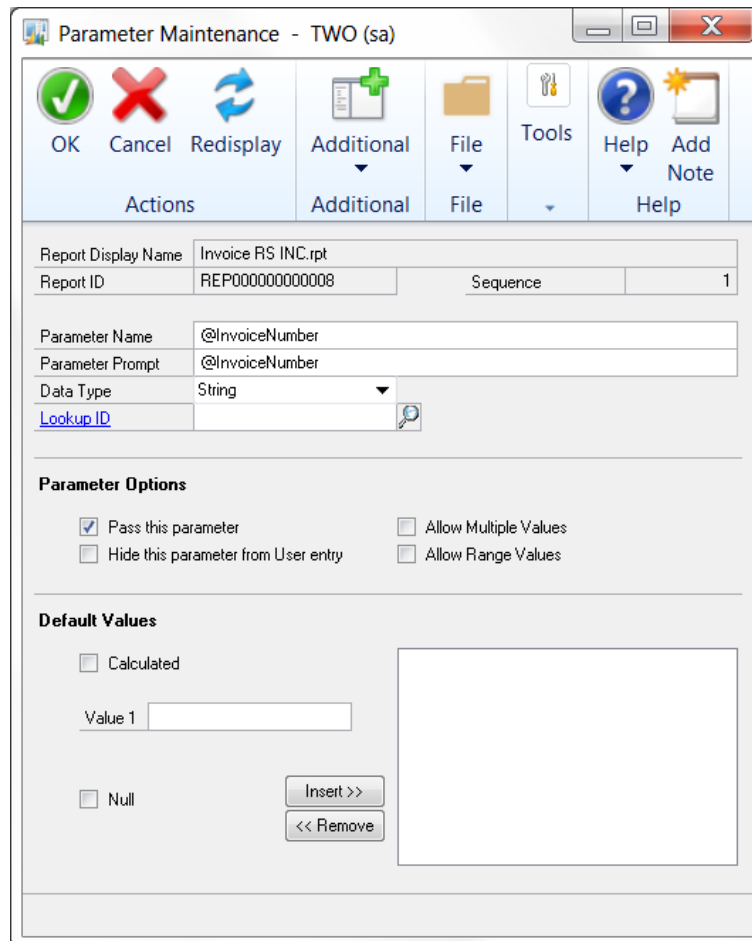 Parameter Maintenance - TWO (sa)
OK Cancel Redisplay Additional File Tools Help Add Note
Actions Additional File Help
Report Display Name Invoice RS INC.rpt
Report ID REP000000000008 Sequence 1
Parameter Name @InvoiceNumber
Parameter Prompt @InvoiceNumber
Data Type String
Lookup ID
Parameter Options
Pass this parameter Allow Multiple Values
Hide this parameter from User entry Allow Range Values
Default Values
Calculated
Value 1
Null Insert >>
<< Remove